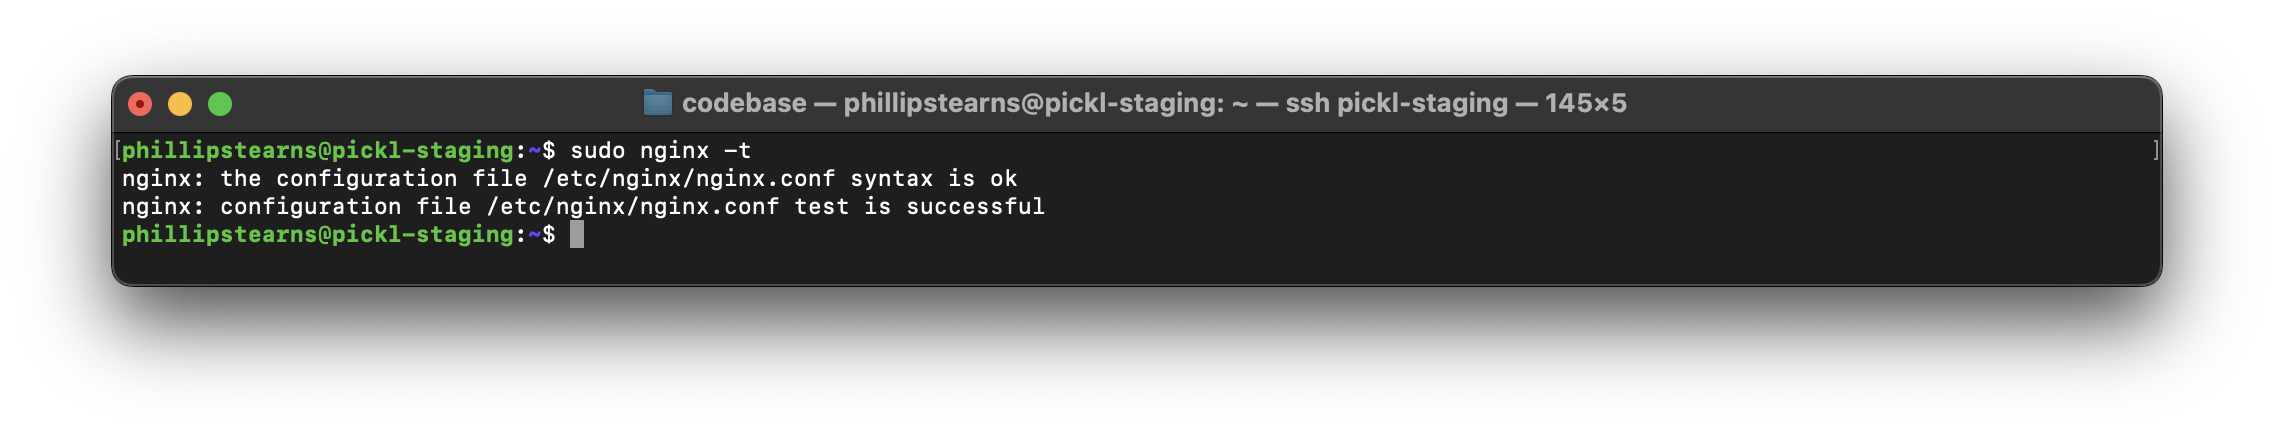 codebase — phillipstearns@pickl-staging: ~ — ssh pickl-staging — 145×5
[phillipstearns@pickl-staging:~$ sudo nginx -t ]
nginx: the configuration file /etc/nginx/nginx.conf syntax is ok
nginx: configuration file /etc/nginx/nginx.conf test is successful
phillipstearns@pickl-staging:~$